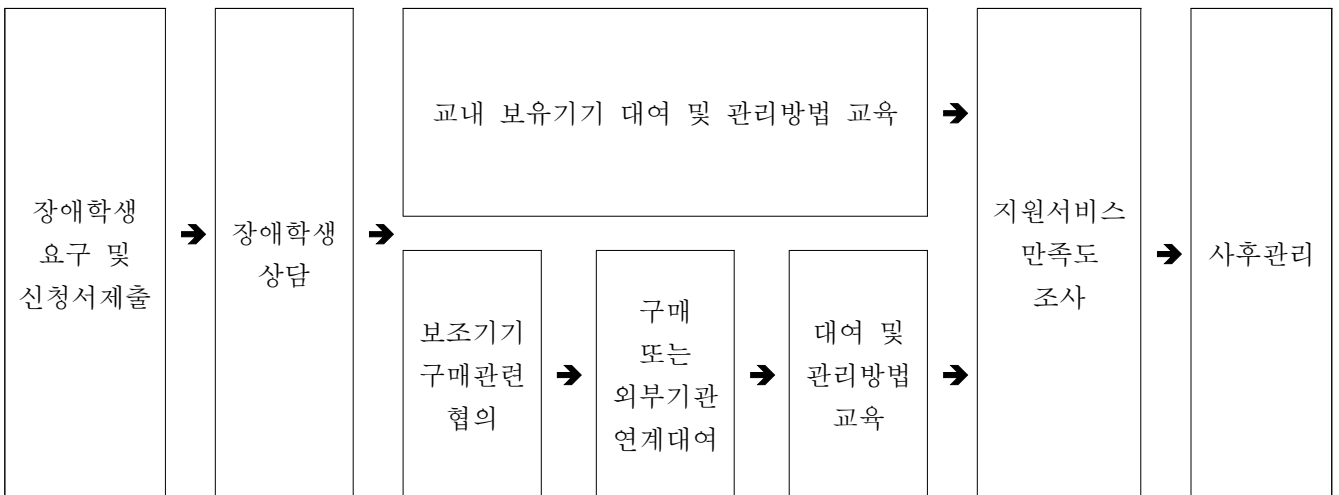 장애학생
요구 및
신청서제출
장애학생
상담
교내 보유기기 대여 및 관리방법 교육
보조기기
구매관련
협의
구매
또는
외부기관
연계대여
대여 및
관리방법
교육
지원서비스
만족도
조사
사후관리